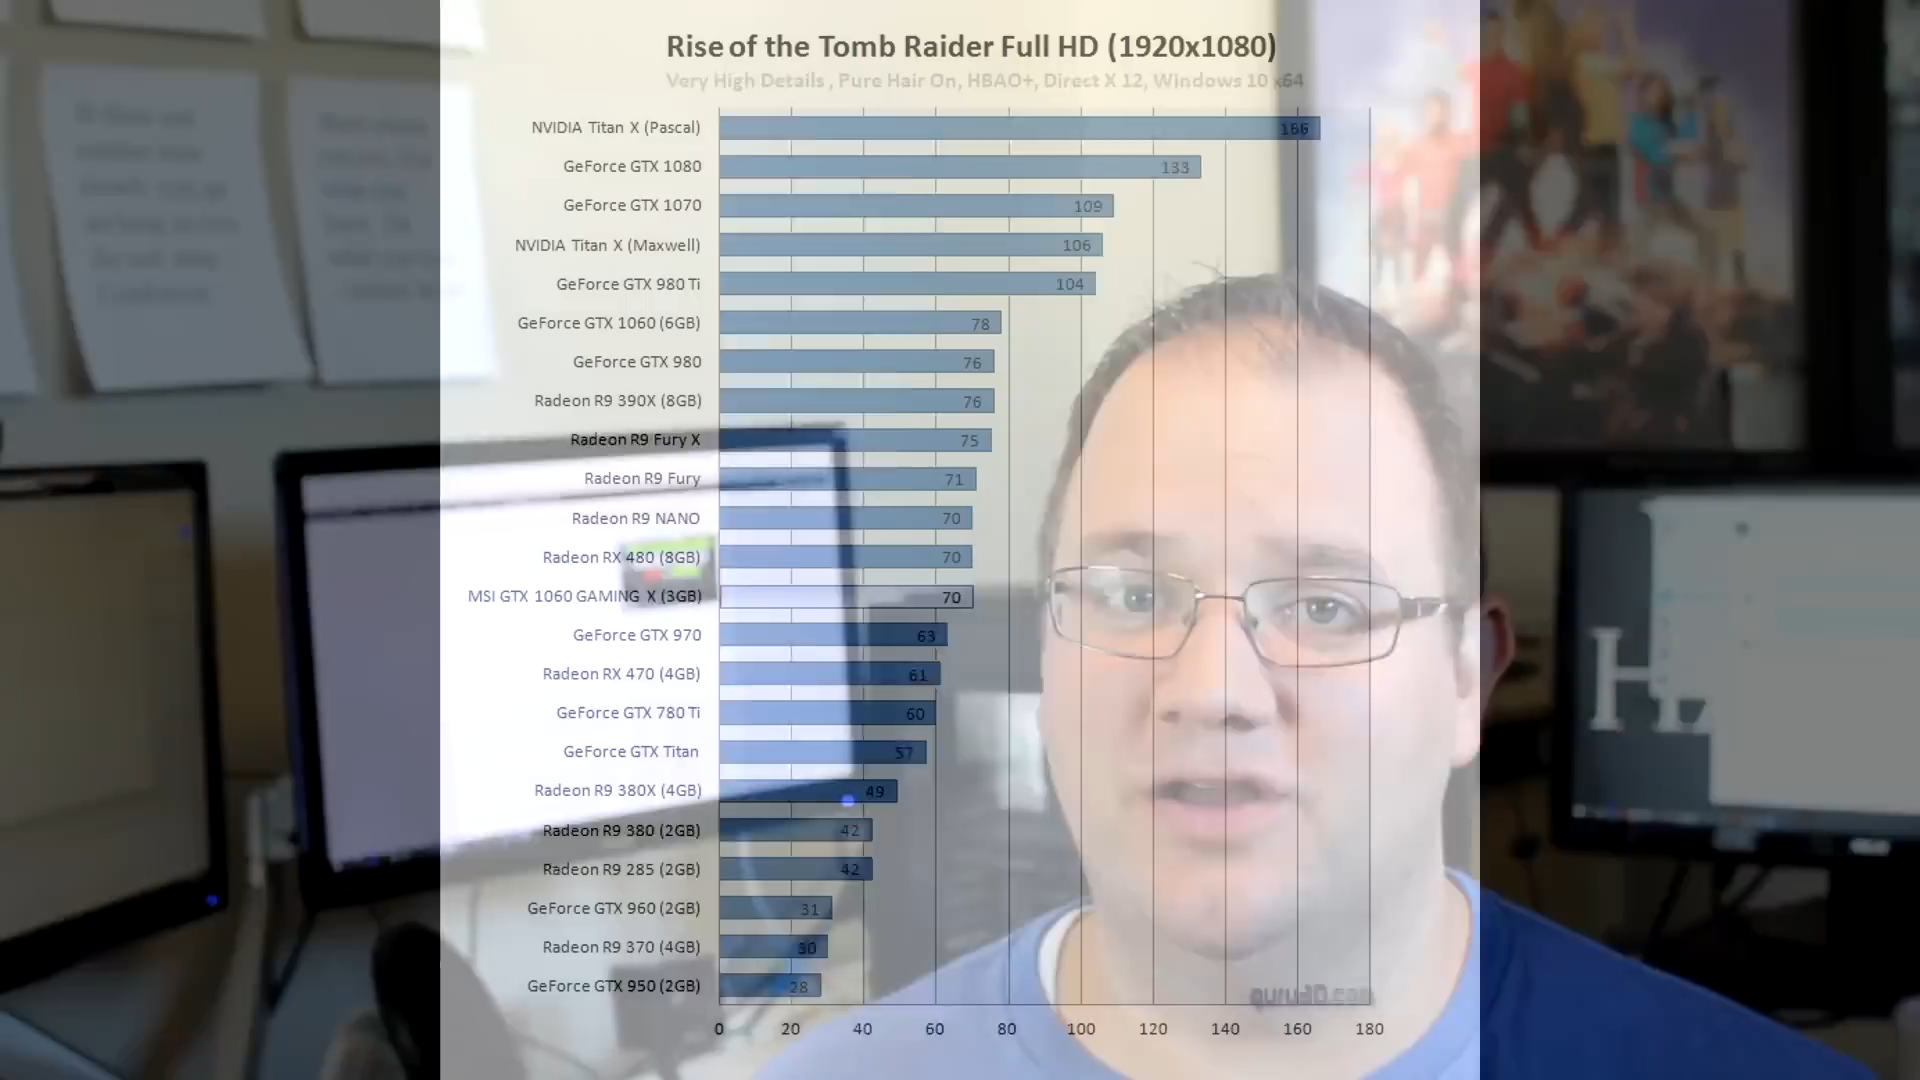 Rise of the Tomb Raider Full HD (1920x1080)
Very High Details , Pure Hair On, HBAO+, Direct X 12, Windows 10 x64
NVIDIA Titan X (Pascal) 166
GeForce GTX 1080 133
GeForce GTX 1070 109
NVIDIA Titan X (Maxwell) 106
GeForce GTX 980 Ti 104
GeForce GTX 1060 (6GB) 78
GeForce GTX 980 76
Radeon R9 390X (8GB) 76
Radeon R9 Fury X 75
Radeon R9 Fury 71
Radeon R9 NANO 70
Radeon RX 480 (8GB) 70
MSI GTX 1060 GAMING X (3GB) 70
GeForce GTX 970 63
Radeon RX 470 (4GB) 61
GeForce GTX 780 Ti 60
GeForce GTX Titan 57
Radeon R9 380X (4GB) 49
Radeon R9 380 (2GB) 42
Radeon R9 285 (2GB) 42
GeForce GTX 960 (2GB) 31
Radeon R9 370 (4GB) 30
GeForce GTX 950 (2GB) 28
guru3D.com
0 20 40 60 80 100 120 140 160 180